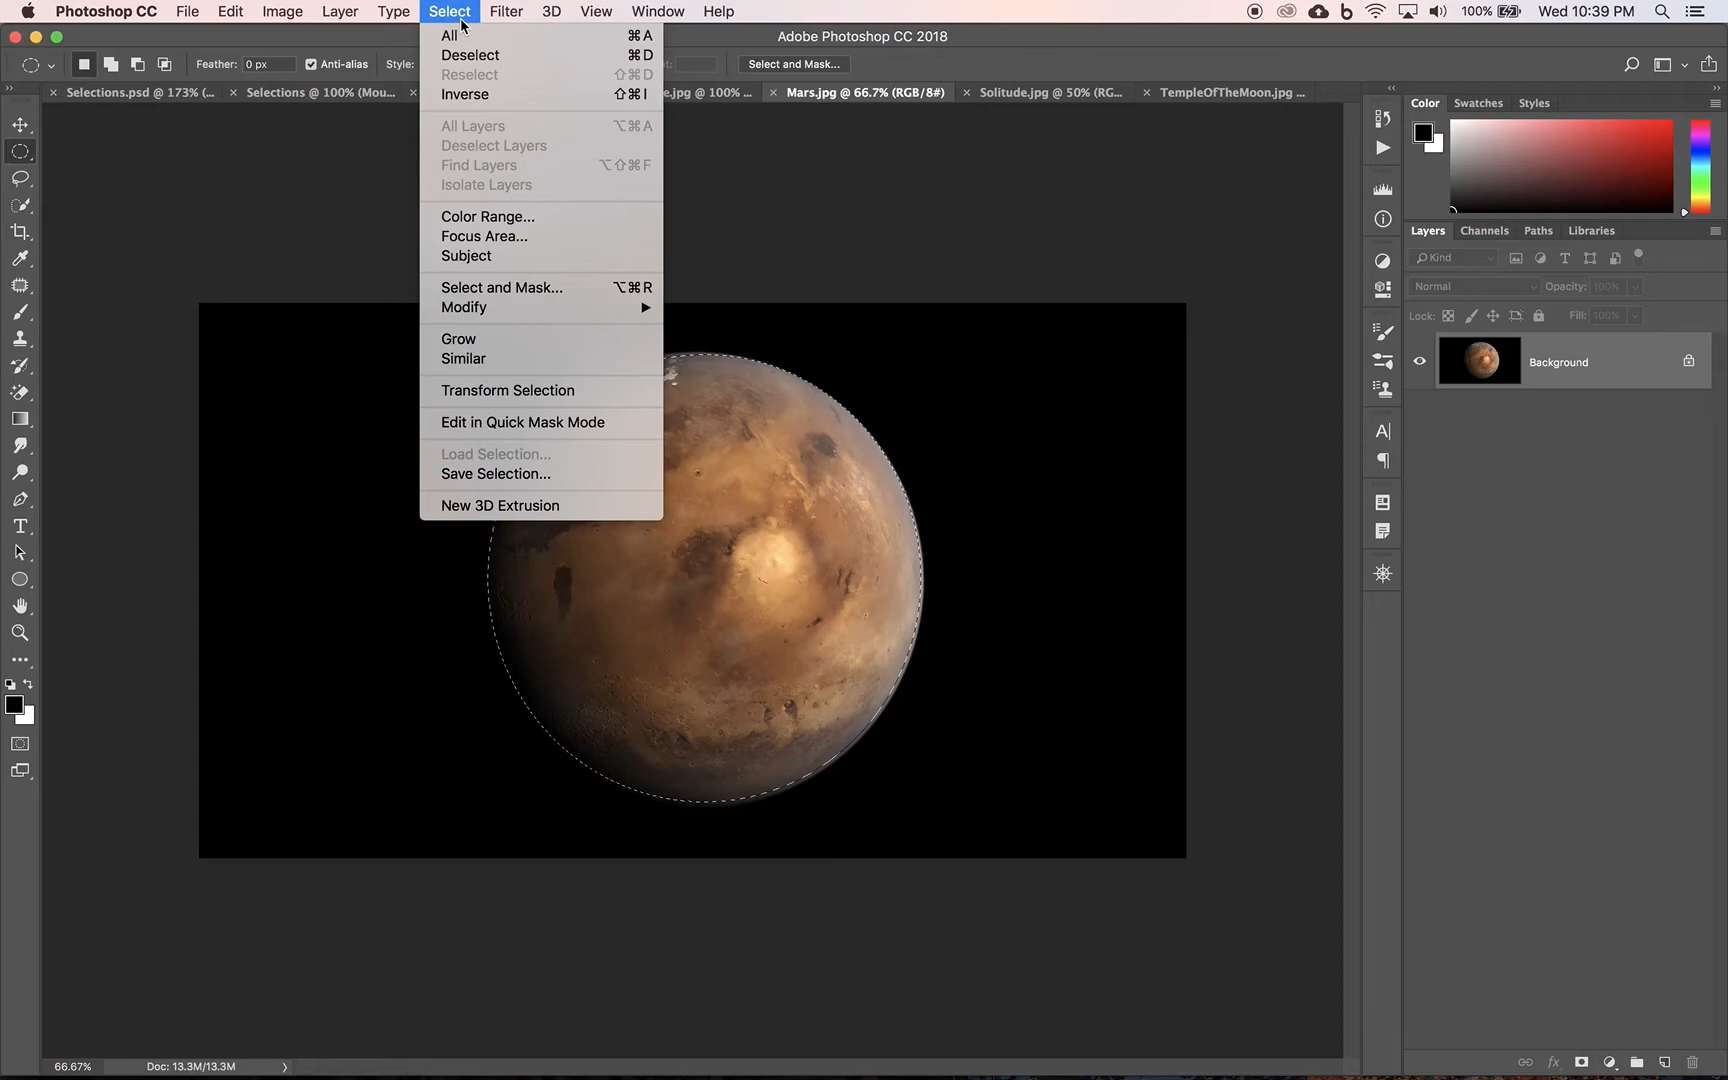 Photoshop CC File Edit Image Layer Type Select Filter 3D View Window Help 100% Wed 10:39 PM
Adobe Photoshop CC 2018
Feather: 0 px Anti-alias Style: Select and Mask...
Selections.psd @ 173% (... Selections @ 100% (Mou... e.jpg @ 100% ... Mars.jpg @ 66.7% (RGB/8#) Solitude.jpg @ 50% (RG... TempleOfTheMoon.jpg ...
All ⌘A
Deselect ⌘D
Reselect ⇧⌘D
Inverse ⇧⌘I
All Layers ⌥⌘A
Deselect Layers
Find Layers ⌥⇧⌘F
Isolate Layers
Color Range...
Focus Area...
Subject
Select and Mask... ⌥⌘R
Modify
Grow
Similar
Transform Selection
Edit in Quick Mask Mode
Load Selection...
Save Selection...
New 3D Extrusion
Color Swatches Styles
Layers Channels Paths Libraries
Kind
Normal Opacity: 100%
Lock: Fill: 100%
Background
66.67% Doc: 13.3M/13.3M